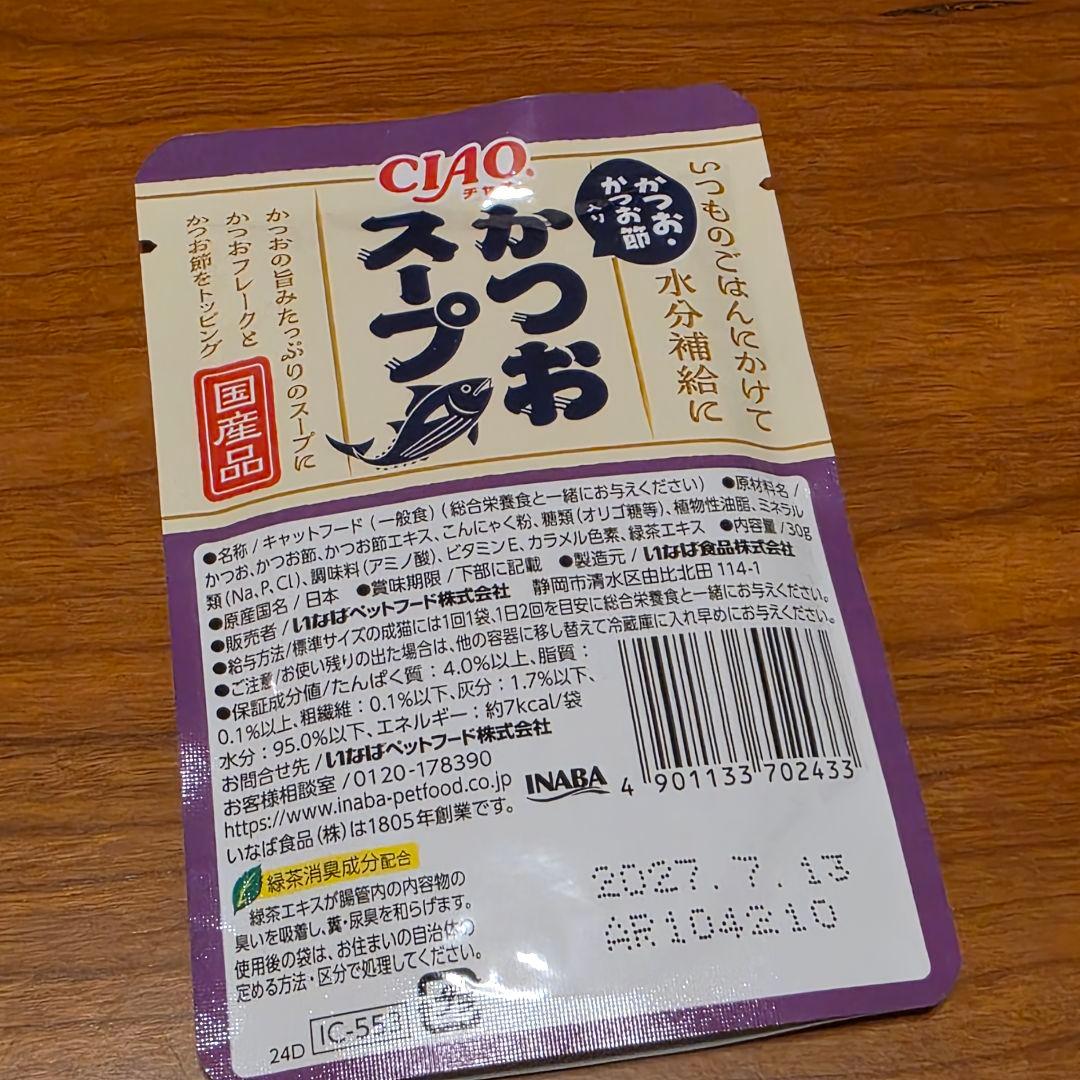 CIAO
チャオ
かつお
スープ
かつお・
かつお節
入り
いつものごはんにかけて
水分補給に
かつおの旨みたっぷりのスープに
かつおフレークと
かつお節をトッピング
国産品
●名称/キャットフード(一般食)(総合栄養食と一緒にお与えください) ●原材料名/
かつお、かつお節、かつお節エキス、こんにゃく粉、糖類(オリゴ糖等)、植物性油脂、ミネラル
類(Na、P、Cl)、調味料(アミノ酸)、ビタミンE、カラメル色素、緑茶エキス ●内容量/30g
●原産国名/日本 ●賞味期限/下部に記載 ●製造元/いなば食品株式会社
●販売者/いなばペットフード株式会社 静岡市清水区由比北田114-1
●給与方法/標準サイズの成猫には1回1袋、1日2回を目安に総合栄養食と一緒にお与えください。
●ご注意/お使い残りの出た場合は、他の容器に移し替えて冷蔵庫に入れ早めにお与えください。
●保証成分値/たんぱく質:4.0%以上、脂質:
0.1%以上、粗繊維:0.1%以下、灰分:1.7%以下、
水分:95.0%以下、エネルギー:約7kcal/袋
お問合せ先/いなばペットフード株式会社
お客様相談室/0120-178390
https://www.inaba-petfood.co.jp
いなば食品(株)は1805年創業です。
INABA
4 901133 702433
緑茶消臭成分配合
緑茶エキスが腸管内の内容物の
臭いを吸着し、糞・尿臭を和らげます。
使用後の袋は、お住まいの自治体の
定める方法・区分で処理してください。
2027.7.13
AR104210
24D
IC-553